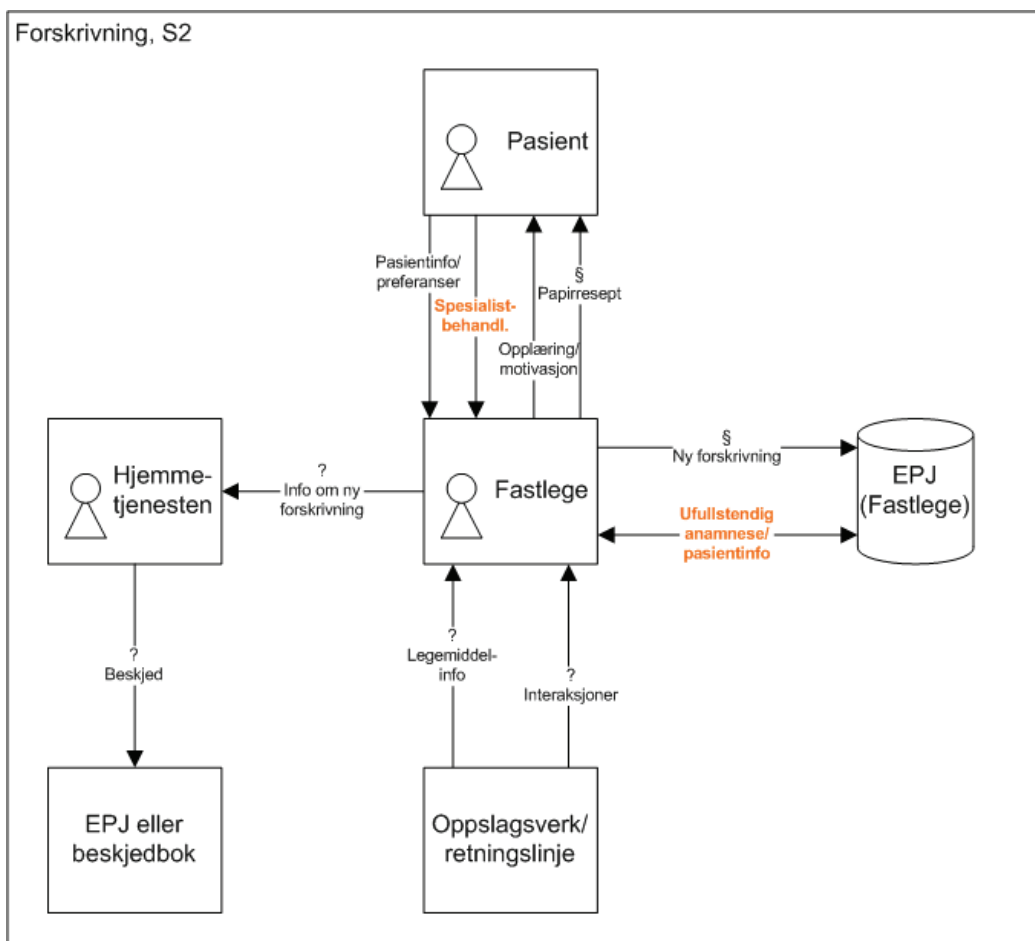 Forskrivning, S2
Pasient
Pasientinfo/
preferanser
Spesialist-
behandl.
§
Papirresept
Opplæring/
motivasjon
Hjemme-
tjenesten
?
Info om ny
forskrivning
Fastlege
§
Ny forskrivning
Ufullstendig
anamnese/
pasientinfo
EPJ
(Fastlege)
?
Beskjed
?
Legemiddel-
info
?
Interaksjoner
EPJ eller
beskjedbok
Oppslagsverk/
retningslinje